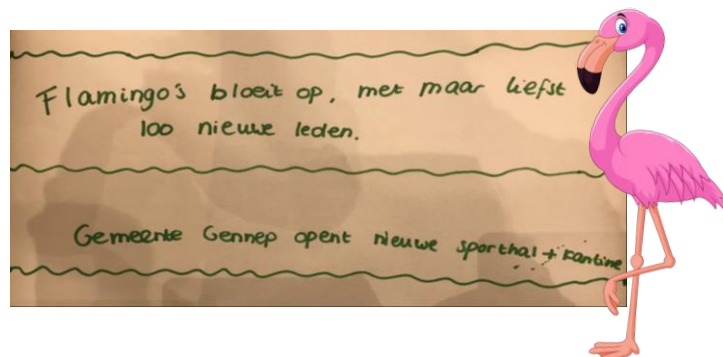 Flamingo's bloeit op, met maar liefst
100 nieuwe leden.
Gemeente Gennep opent nieuwe sporthal + kantine